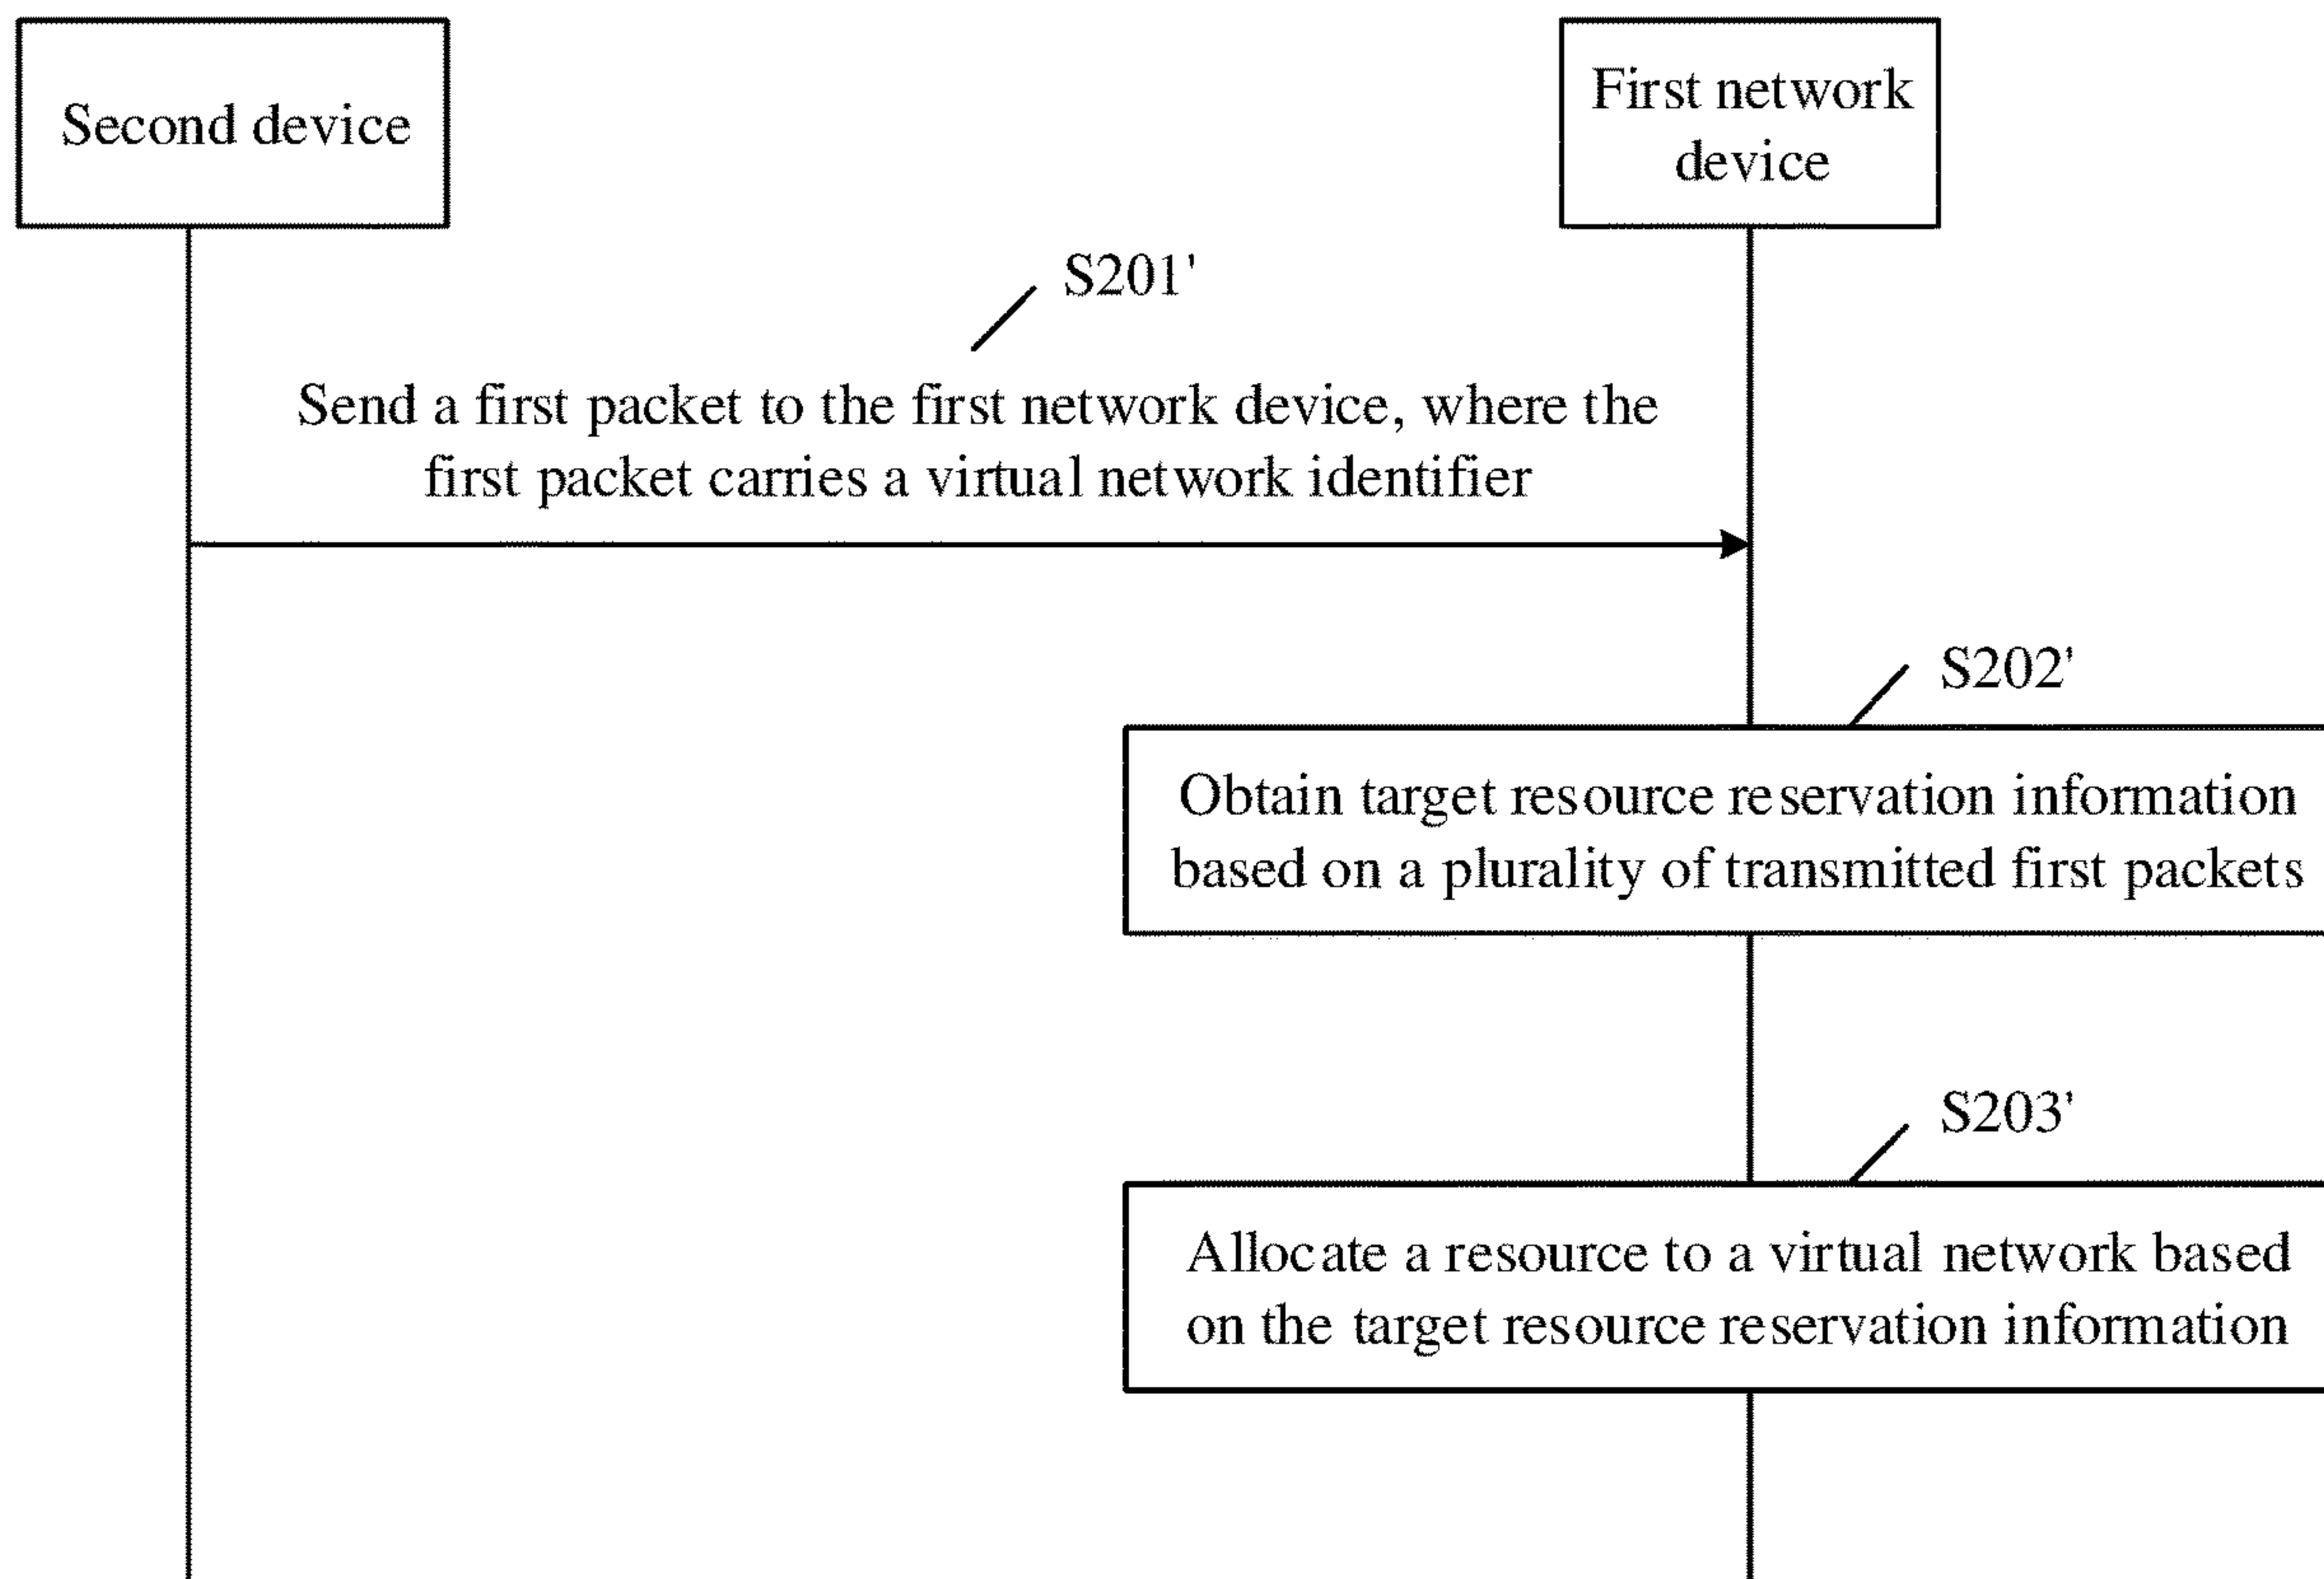 Second device
First network
device
S201'
Send a first packet to the first network device, where the
first packet carries a virtual network identifier
S202'
Obtain target resource reservation information
based on a plurality of transmitted first packets
S203'
Allocate a resource to a virtual network based
on the target resource reservation information